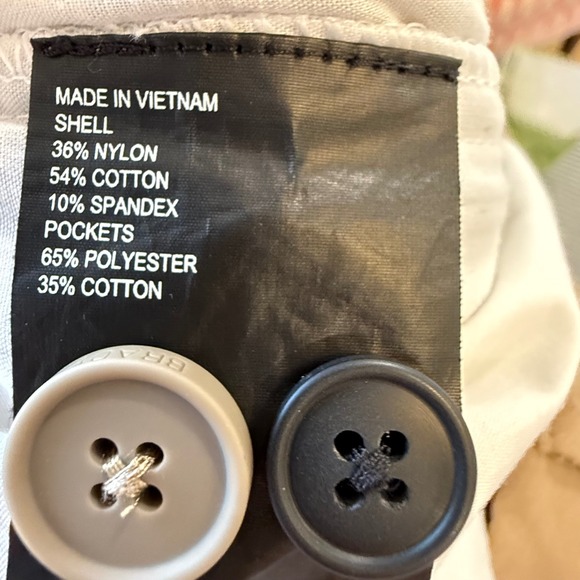 MADE IN VIETNAM
SHELL
36% NYLON
54% COTTON
10% SPANDEX
POCKETS
65% POLYESTER
35% COTTON